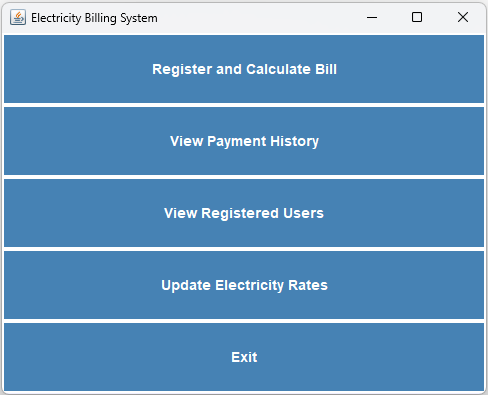 Electricity Billing System
Register and Calculate Bill
View Payment History
View Registered Users
Update Electricity Rates
Exit